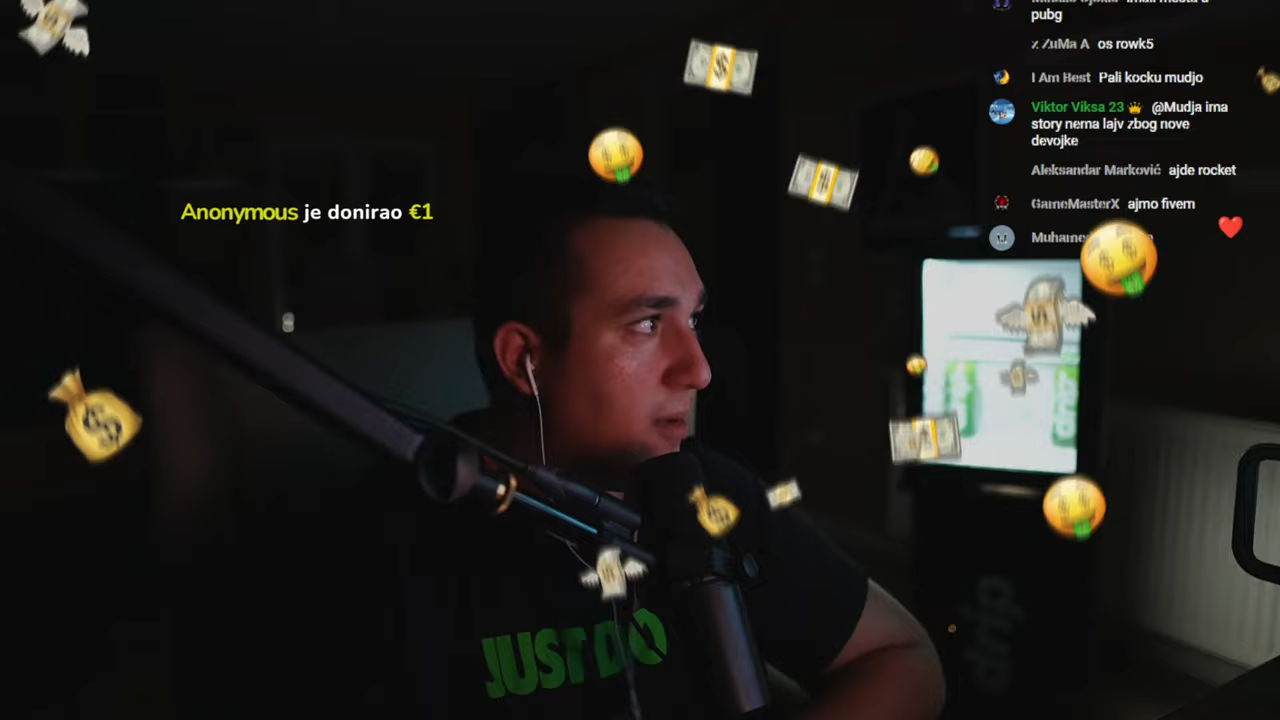 pubg
x ZuMa A os rowk5
I Am Best Pali kocku mudjo
Viktor Viksa 23 @Mudja ima
story nema lajv zbog nove
devojke
Aleksandar Marković ajde rocket
GameMasterX ajmo fivem
Anonymous je donirao €1
JUST DO
drip